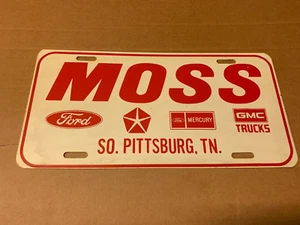 MOSS
Ford MERCURY GMC
TRUCKS
SO. PITTSBURG, TN.